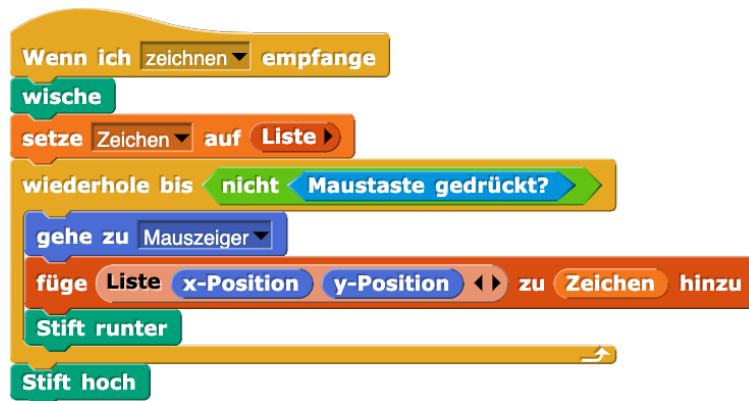 Wenn ich zeichnen empfange
wische
setze Zeichen auf Liste
wiederhole bis nicht Maustaste gedrückt?
gehe zu Mauszeiger
füge Liste x-Position y-Position zu Zeichen hinzu
Stift runter
Stift hoch